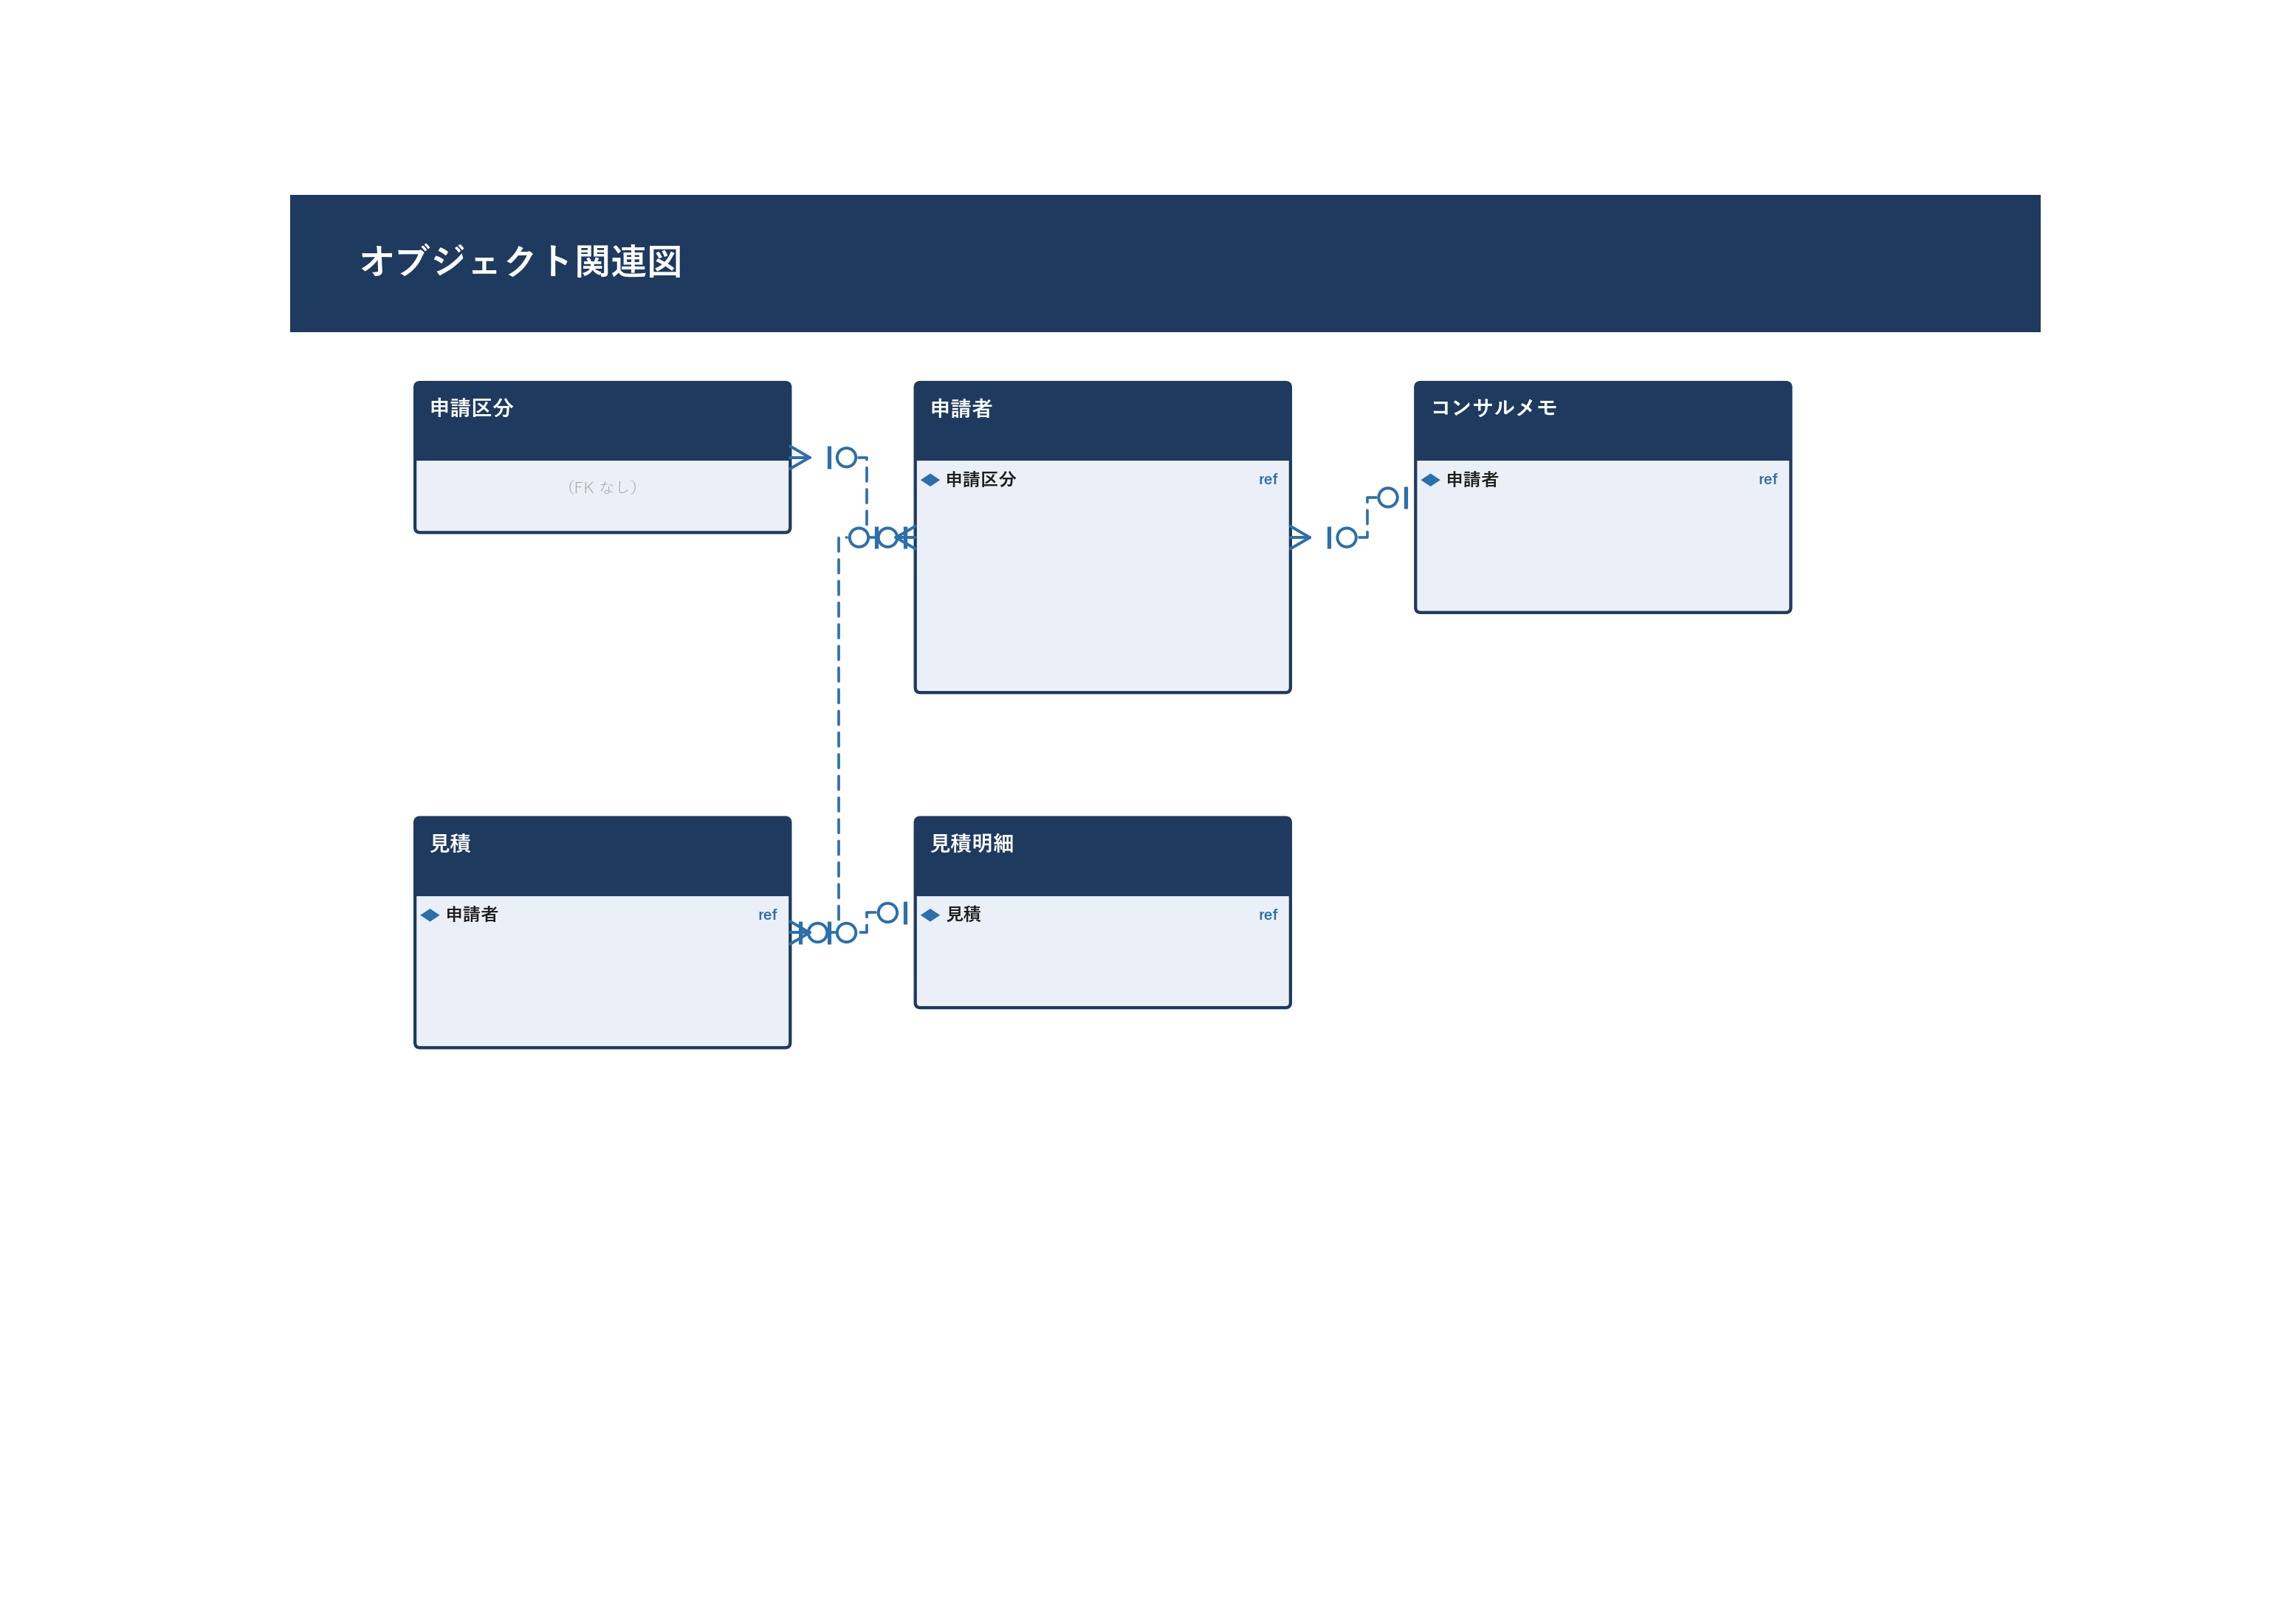 オブジェクト関連図
申請区分
(FK なし)
申請者
申請区分 ref
コンサルメモ
申請者 ref
見積
申請者 ref
見積明細
見積 ref